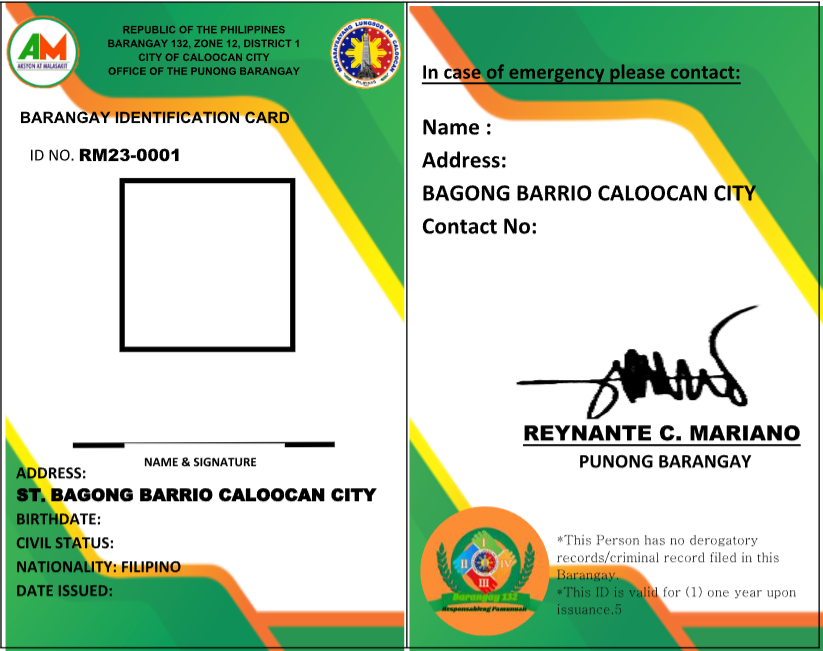 AM
AKSYON AT MALASAKIT
REPUBLIC OF THE PHILIPPINES
BARANGAY 132, ZONE 12, DISTRICT 1
CITY OF CALOOCAN CITY
OFFICE OF THE PUNONG BARANGAY
LUNGSOD NG CALOOCAN
BARANGAY IDENTIFICATION CARD
ID NO. RM23-0001
NAME & SIGNATURE
ADDRESS:
ST. BAGONG BARRIO CALOOCAN CITY
BIRTHDATE:
CIVIL STATUS:
NATIONALITY: FILIPINO
DATE ISSUED:
In case of emergency please contact:
Name :
Address:
BAGONG BARRIO CALOOCAN CITY
Contact No:
REYNANTE C. MARIANO
PUNONG BARANGAY
I
II
IV
III
Barangay 132
Responsableng Pamunuan
*This Person has no derogatory
records/criminal record filed in this
Barangay.
*This ID is valid for (1) one year upon
issuance.5